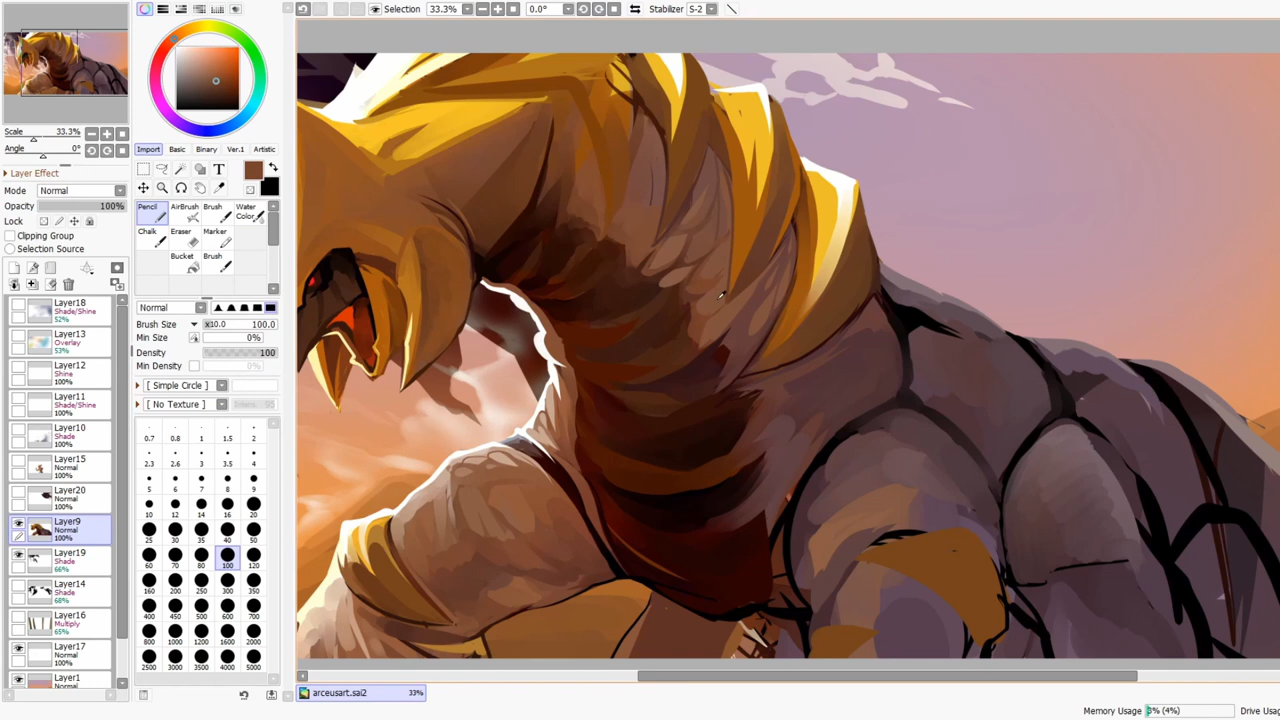 Selection 33.3% 0.0° Stabilizer S-2
Scale 33.3%
Angle 0°
Layer Effect
Mode Normal
Opacity 100%
Lock
Clipping Group
Selection Source
Layer18
Shade/Shine
52%
Layer13
Overlay
53%
Layer12
Shine
100%
Layer11
Shade/Shine
100%
Layer10
Shade
100%
Layer15
Normal
100%
Layer20
Normal
100%
Layer9
Normal
100%
Layer19
Shade
66%
Layer14
Shade
68%
Layer16
Multiply
65%
Layer17
Normal
100%
Layer1
Import Basic Binary Ver.1 Artistic
T
Pencil AirBrush Brush Water Color
Chalk Eraser Marker
Bucket Brush
Normal
Brush Size x10.0 100.0
Min Size 0%
Density 100
Min Density 0%
[ Simple Circle ]
[ No Texture ] 95
0.7 0.8 1 1.5 2
2.3 2.6 3 3.5 4
5 6 7 8 9
10 12 14 16 20
25 30 35 40 50
60 70 80 100 120
160 200 250 300 350
400 450 500 600 700
800 1000 1200 1600 2000
2500 3000 3500 4000 5000
arceusart.sai2 33%
Memory Usage 3% (4%) Drive Usag